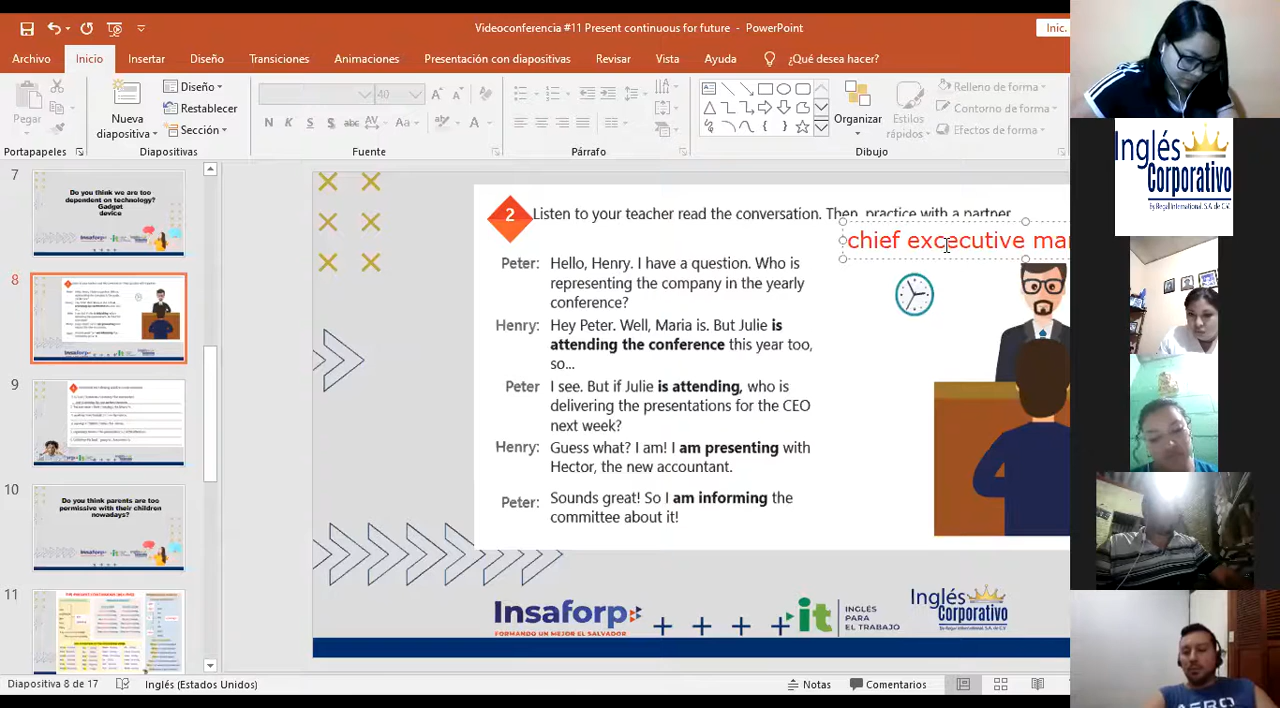 Videoconferencia #11 Present continuous for future - PowerPoint
Inic.
Archivo Inicio Insertar Diseño Transiciones Animaciones Presentación con diapositivas Revisar Vista Ayuda ¿Qué desea hacer?
Pegar
Nueva diapositiva
Diseño
Restablecer
Sección
40
Organizar
Estilos rápidos
Relleno de forma
Contorno de forma
Efectos de forma
Portapapeles Diapositivas Fuente Párrafo Dibujo
7
Do you think we are too
dependent on technology?
Gadget
device
8
9
10
Do you think parents are too
permissive with their children
nowadays?
11
2 Listen to your teacher read the conversation. Then, practice with a partner
chief excecutive ma
Peter: Hello, Henry. I have a question. Who is
representing the company in the yearly
conference?
Henry: Hey Peter. Well, Maria is. But Julie is
attending the conference this year too,
so...
Peter I see. But if Julie is attending, who is
delivering the presentations for the CEO
next week?
Henry: Guess what? I am! I am presenting with
Hector, the new accountant.
Peter: Sounds great! So I am informing the
committee about it!
Insaforp
FORMANDO UN MEJOR EL SALVADOR
it
INGLÉS
PARA
EL TRABAJO
Inglés
Corporativo
Diapositiva 8 de 17 Inglés (Estados Unidos) Notas Comentarios
Inglés
Corporativo
by Regal International, S.A. de C.V.
AERO